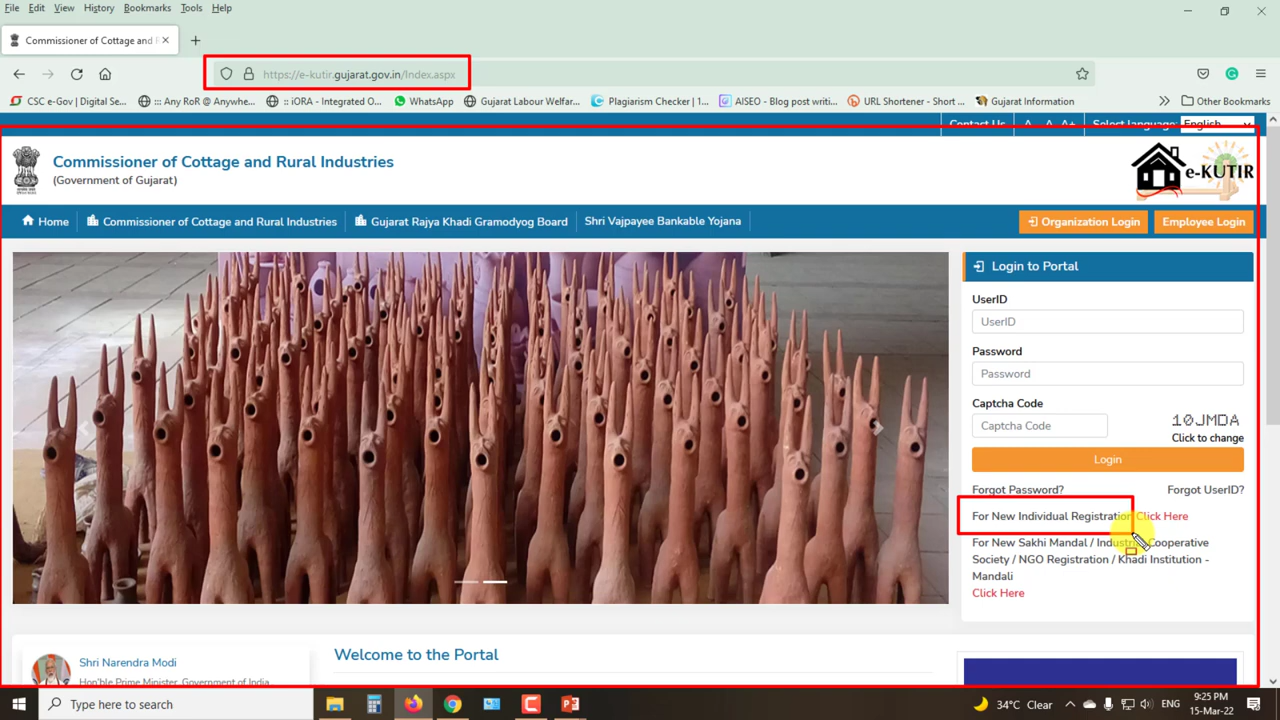 File Edit View History Bookmarks Tools Help
Commissioner of Cottage and R
https://e-kutir.gujarat.gov.in/Index.aspx
CSC e-Gov | Digital Se...
::: Any RoR @ Anywhe...
:: iORA - Integrated O...
WhatsApp
Gujarat Labour Welfar...
Plagiarism Checker | 1...
AISEO - Blog post writi...
URL Shortener - Short ...
Gujarat Information
Other Bookmarks
Contact Us A- A A+ Select language: English
Commissioner of Cottage and Rural Industries
(Government of Gujarat)
e-KUTIR
Home
Commissioner of Cottage and Rural Industries
Gujarat Rajya Khadi Gramodyog Board
Shri Vajpayee Bankable Yojana
Organization Login
Employee Login
Login to Portal
UserID
UserID
Password
Password
Captcha Code
Captcha Code
10JMDA
Click to change
Login
Forgot Password? Forgot UserID?
For New Individual Registration Click Here
For New Sakhi Mandal / Industrial Cooperative
Society / NGO Registration / Khadi Institution -
Mandali
Click Here
Shri Narendra Modi
Hon'ble Prime Minister, Government of India
Welcome to the Portal
Type here to search
34°C Clear
ENG
9:25 PM
15-Mar-22